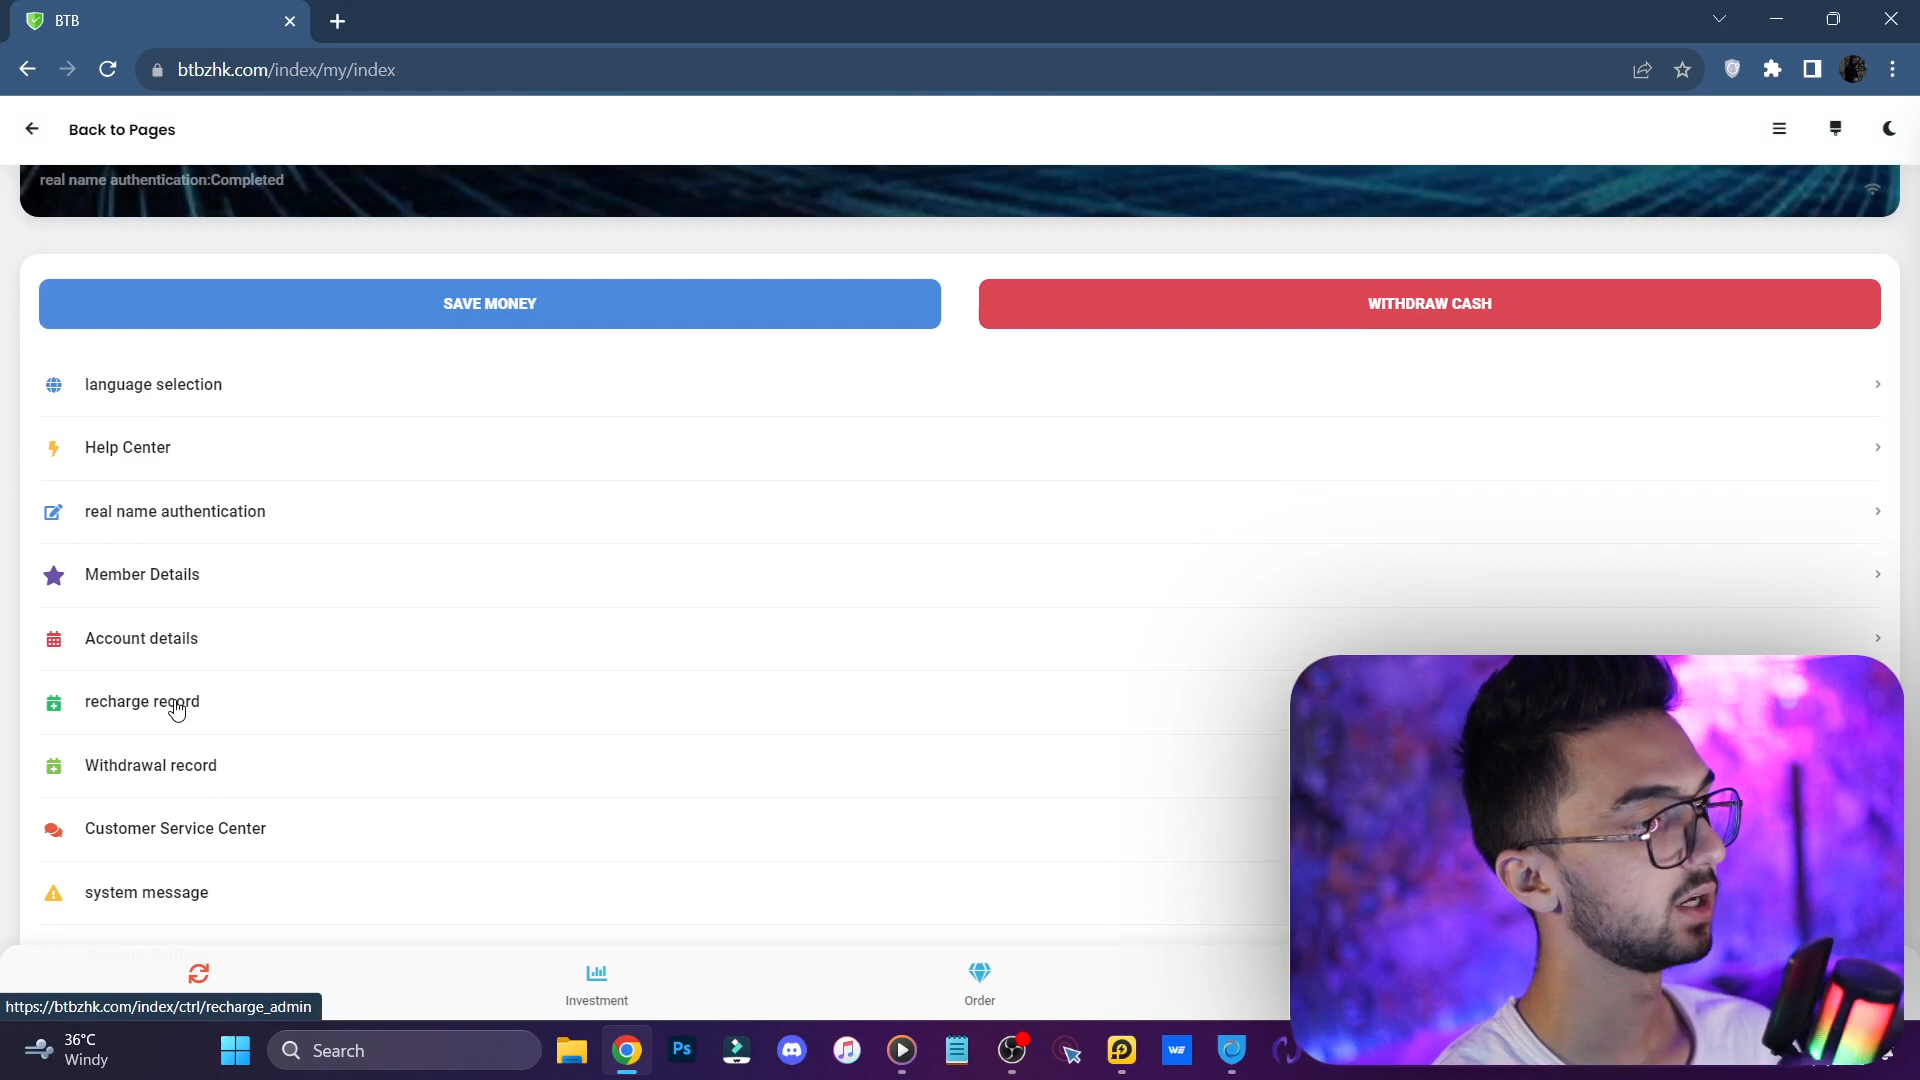 BTB
btbzhk.com/index/my/index
Back to Pages
real name authentication:Completed
SAVE MONEY
WITHDRAW CASH
language selection
Help Center
real name authentication
Member Details
Account details
recharge record
Withdrawal record
Customer Service Center
system message
Investment
Order
https://btbzhk.com/index/ctrl/recharge_admin
36°C
Windy
Search
Ps